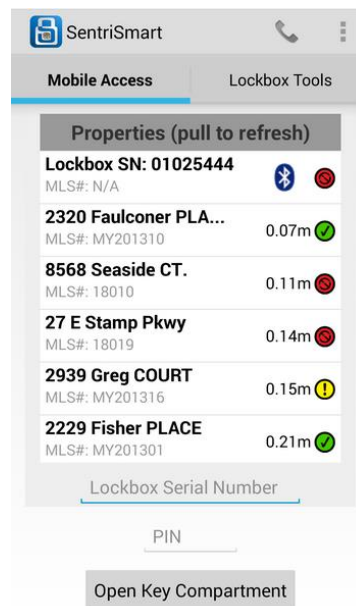 SentriSmart
Mobile Access Lockbox Tools
Properties (pull to refresh)
Lockbox SN: 01025444
MLS#: N/A
2320 Faulconer PLA...
MLS#: MY201310
0.07m
8568 Seaside CT.
MLS#: 18010
0.11m
27 E Stamp Pkwy
MLS#: 18019
0.14m
2939 Greg COURT
MLS#: MY201316
0.15m
2229 Fisher PLACE
MLS#: MY201301
0.21m
Lockbox Serial Number
PIN
Open Key Compartment